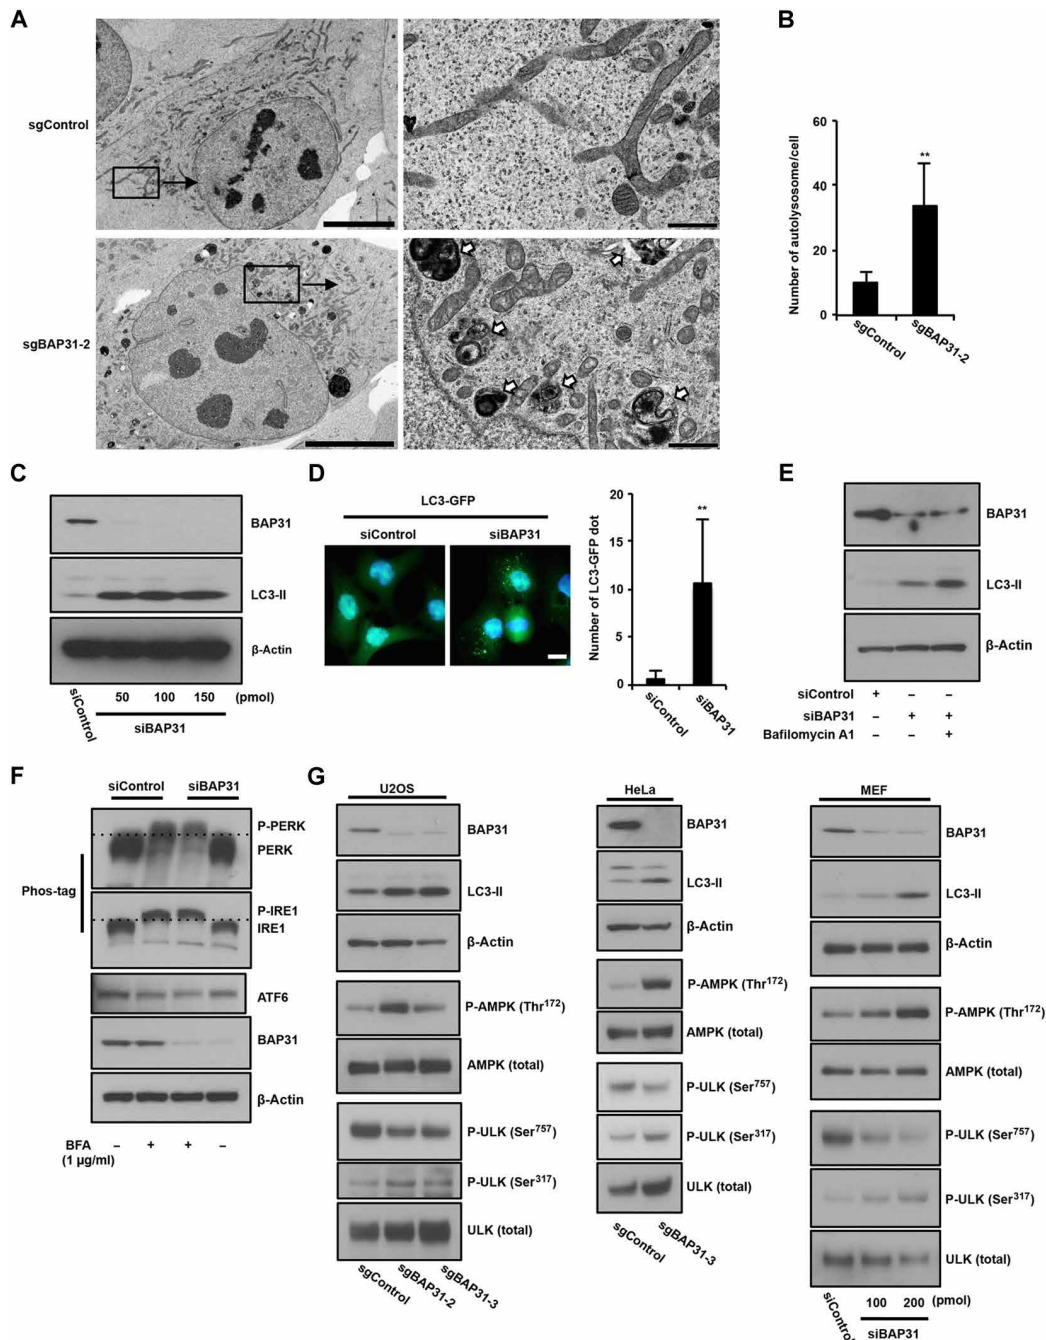 A
sgControl
sgBAP31-2
B
Number of autolysosome/cell
60
40
20
0
**
sgControl
sgBAP31-2
C
BAP31
LC3-II
β-Actin
siControl
50 100 150 (pmol)
siBAP31
D
LC3-GFP
siControl siBAP31
Number of LC3-GFP dot
20
15
10
5
0
**
siControl
siBAP31
E
BAP31
LC3-II
β-Actin
siControl + – –
siBAP31 – + +
Bafilomycin A1 – – +
F
siControl siBAP31
P-PERK
PERK
Phos-tag
P-IRE1
IRE1
ATF6
BAP31
β-Actin
BFA – + + –
(1 μg/ml)
G
U2OS
BAP31
LC3-II
β-Actin
P-AMPK (Thr172)
AMPK (total)
P-ULK (Ser757)
P-ULK (Ser317)
ULK (total)
sgControl
sgBAP31-2
sgBAP31-3
HeLa
BAP31
LC3-II
β-Actin
P-AMPK (Thr172)
AMPK (total)
P-ULK (Ser757)
P-ULK (Ser317)
ULK (total)
sgControl
sgBAP31-3
MEF
BAP31
LC3-II
β-Actin
P-AMPK (Thr172)
AMPK (total)
P-ULK (Ser757)
P-ULK (Ser317)
ULK (total)
siControl
100 200 (pmol)
siBAP31